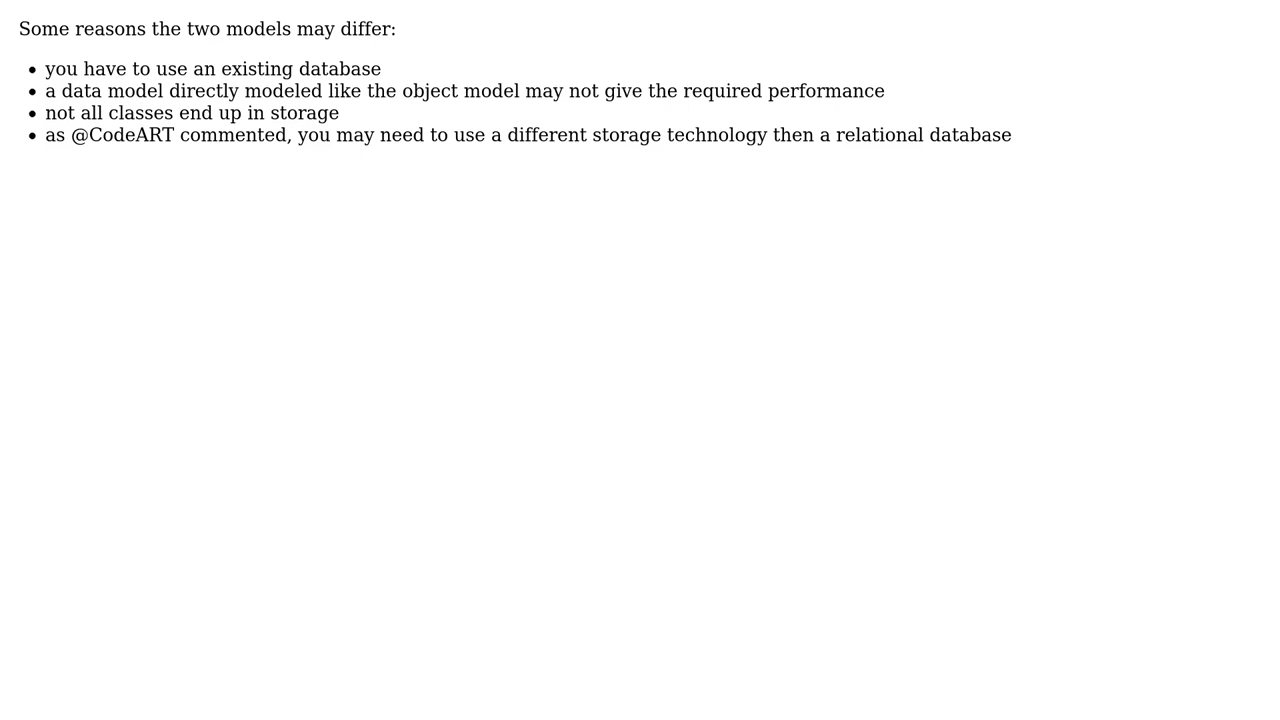 Some reasons the two models may differ:
• you have to use an existing database
• a data model directly modeled like the object model may not give the required performance
• not all classes end up in storage
• as @CodeART commented, you may need to use a different storage technology then a relational database